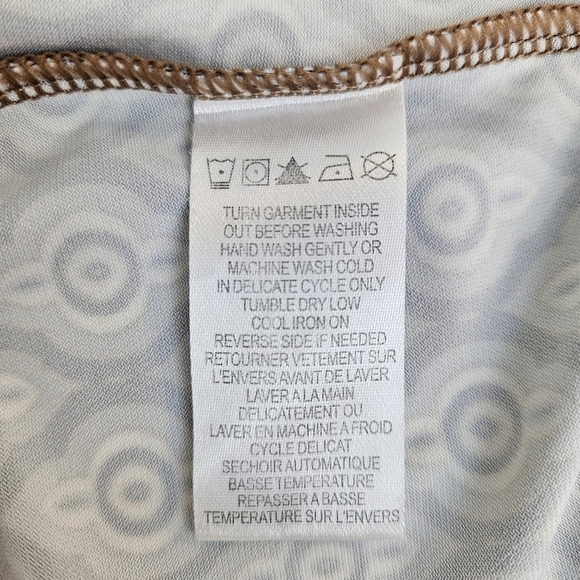 TURN GARMENT INSIDE
OUT BEFORE WASHING
HAND WASH GENTLY OR
MACHINE WASH COLD
IN DELICATE CYCLE ONLY
TUMBLE DRY LOW
COOL IRON ON
REVERSE SIDE IF NEEDED
RETOURNER VETEMENT SUR
L'ENVERS AVANT DE LAVER
LAVER A LA MAIN
DELICATEMENT OU
LAVER EN MACHINE A FROID
CYCLE DELICAT
SECHOIR AUTOMATIQUE
BASSE TEMPERATURE
REPASSER A BASSE
TEMPERATURE SUR L'ENVERS